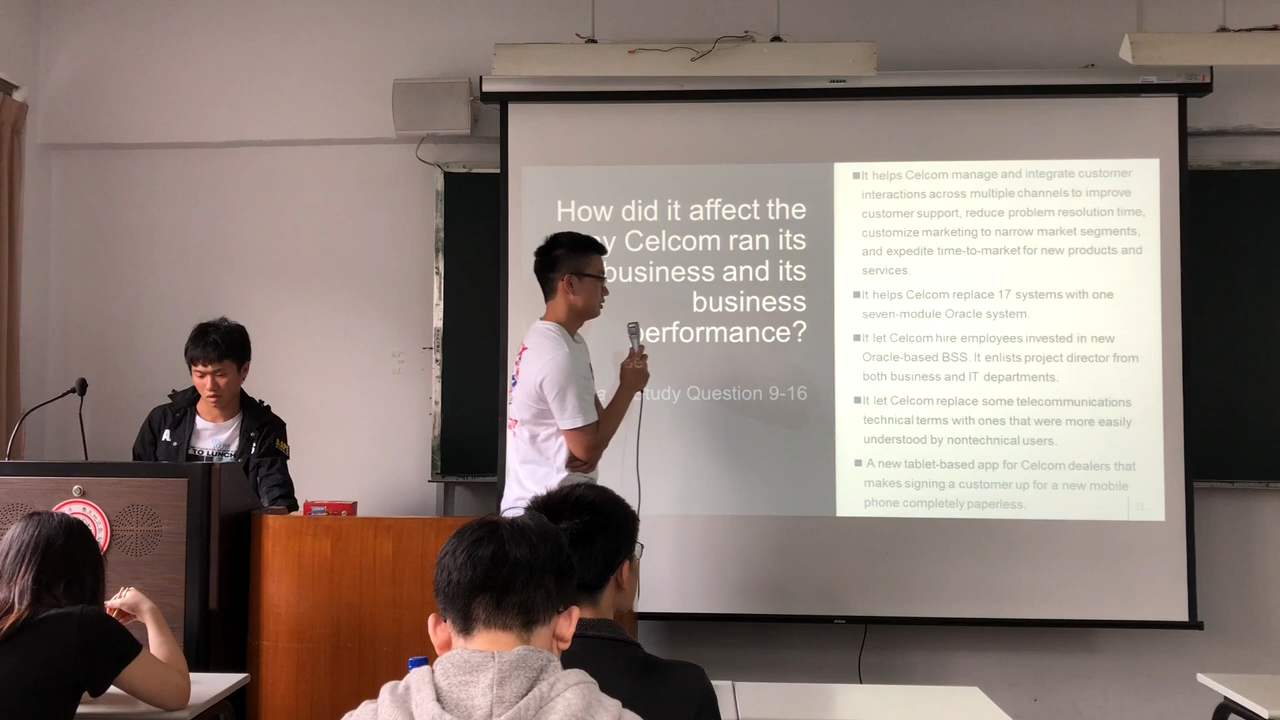 How did it affect the
y Celcom ran its
business and its
business
performance?
Study Question 9-16
■It helps Celcom manage and integrate customer
interactions across multiple channels to improve
customer support, reduce problem resolution time,
customize marketing to narrow market segments,
and expedite time-to-market for new products and
services.
■It helps Celcom replace 17 systems with one
seven-module Oracle system.
■It let Celcom hire employees invested in new
Oracle-based BSS. It enlists project director from
both business and IT departments.
■It let Celcom replace some telecommunications
technical terms with ones that were more easily
understood by nontechnical users.
■ A new tablet-based app for Celcom dealers that
makes signing a customer up for a new mobile
phone completely paperless.
TO LUNCH